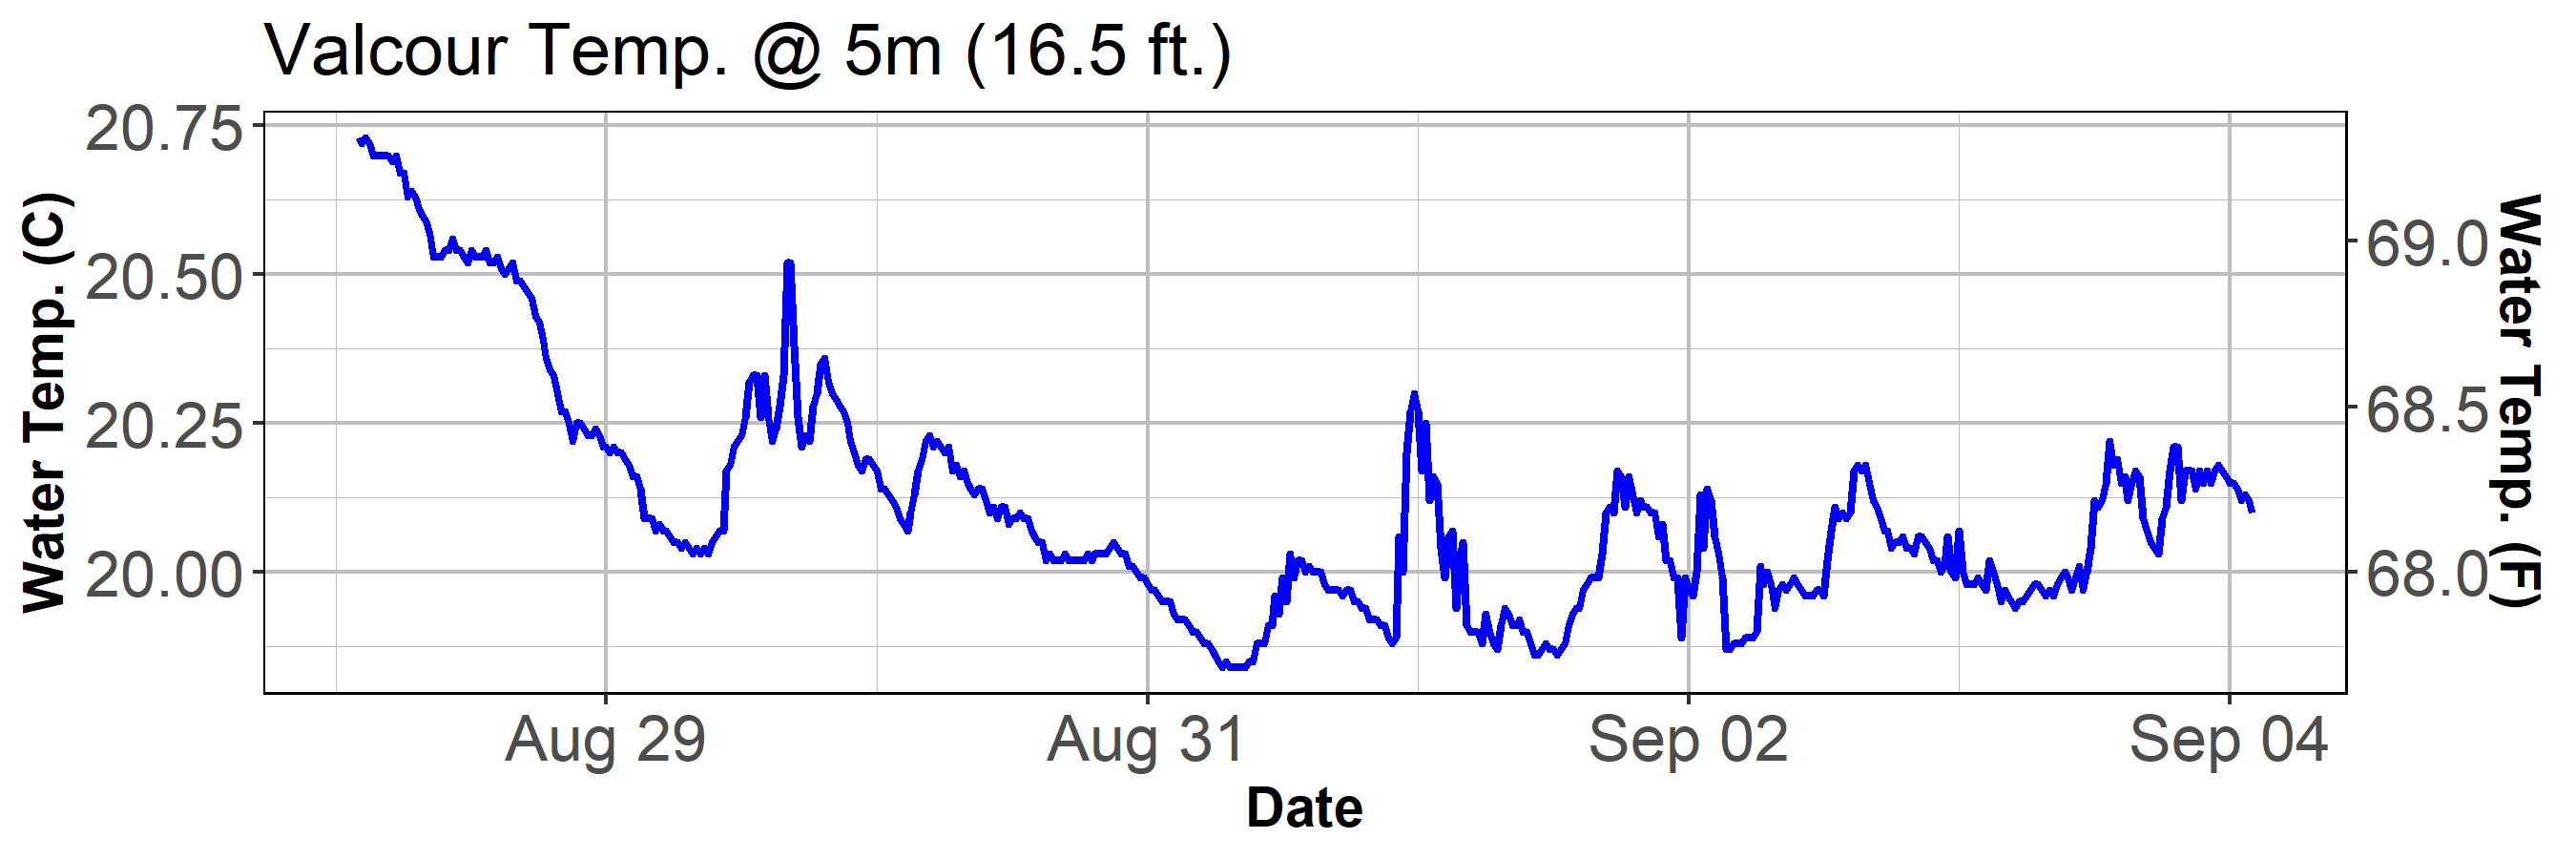 Valcour Temp. @ 5m (16.5 ft.)
Water Temp. (C)
20.75
20.50
20.25
20.00
69.0
68.5
68.0
Water Temp. (F)
Aug 29
Aug 31
Sep 02
Sep 04
Date